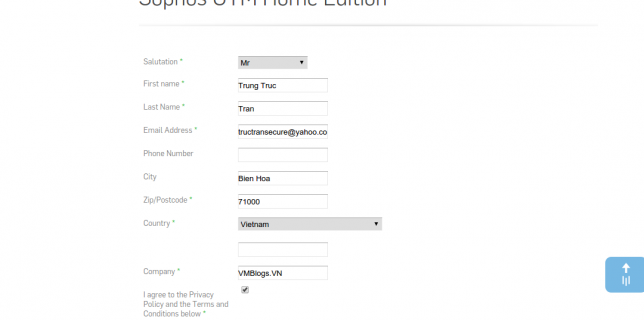 Sophos UTM Home Edition
Salutation * Mr
First name * Trung Truc
Last Name * Tran
Email Address * tructransecure@yahoo.co
Phone Number
City Bien Hoa
Zip/Postcode * 71000
Country * Vietnam
Company * VMBlogs.VN
I agree to the Privacy
Policy and the Terms and
Conditions below *